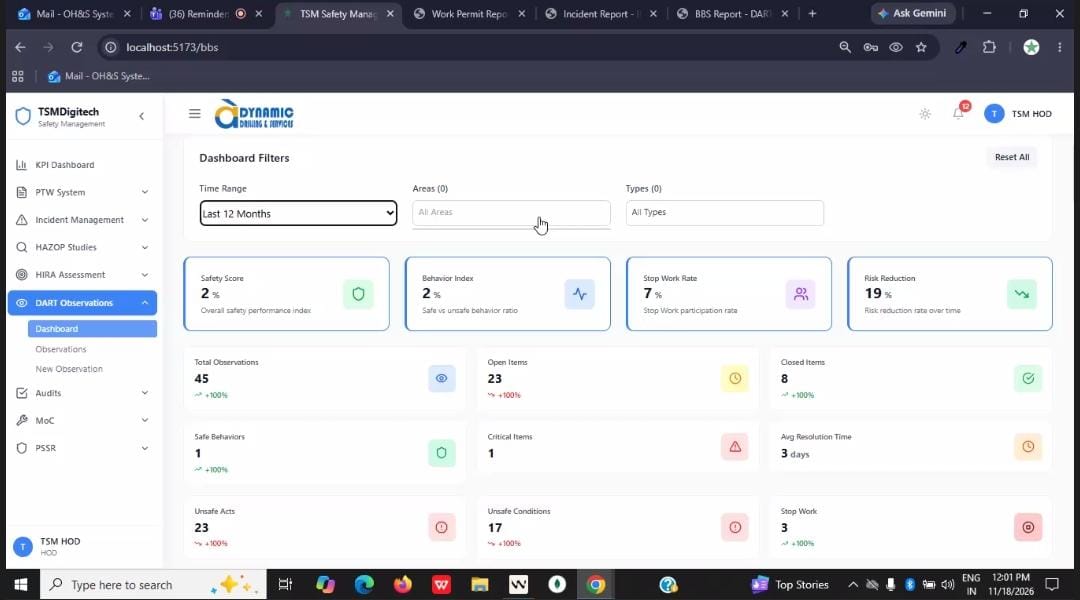 Mail - OH&S Syste
(36) Reminder
TSM Safety Manag
Work Permit Repo
Incident Report - I
BBS Report - DAR
Ask Gemini
localhost:5173/bbs
Mail - OH&S Syste...
TSMDigitech
Safety Management
DYNAMIC
DRILLING & SERVICES
12
T
TSM HOD
KPI Dashboard
PTW System
Incident Management
HAZOP Studies
HIRA Assessment
DART Observations
Dashboard
Observations
New Observation
Audits
MoC
PSSR
T
TSM HOD
HOD
Dashboard Filters
Reset All
Time Range
Areas (0)
Types (0)
Last 12 Months
All Areas
All Types
Safety Score
2 %
Overall safety performance index
Behavior Index
2 %
Safe vs unsafe behavior ratio
Stop Work Rate
7 %
Stop Work participation rate
Risk Reduction
19 %
Risk reduction rate over time
Total Observations
45
+100%
Open Items
23
+100%
Closed Items
8
+100%
Safe Behaviors
1
+100%
Critical Items
1
Avg Resolution Time
3 days
Unsafe Acts
23
+100%
Unsafe Conditions
17
+100%
Stop Work
3
+100%
Type here to search
Top Stories
ENG
IN
12:01 PM
11/18/2026